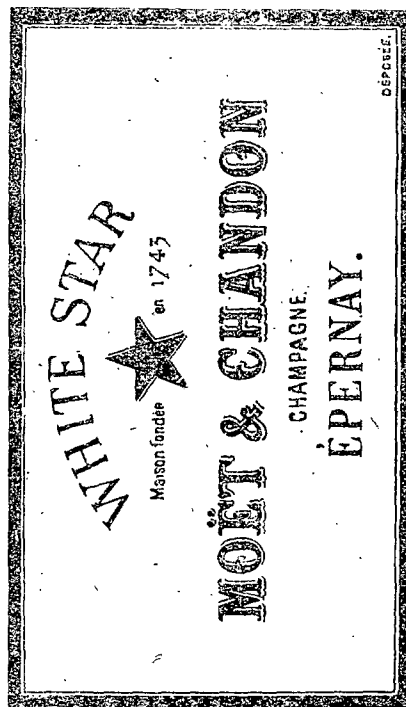 WHITE STAR
Maison fondée en 1743
MOËT & CHANDON
CHAMPAGNE.
ÉPERNAY.
DÉPOSÉE.